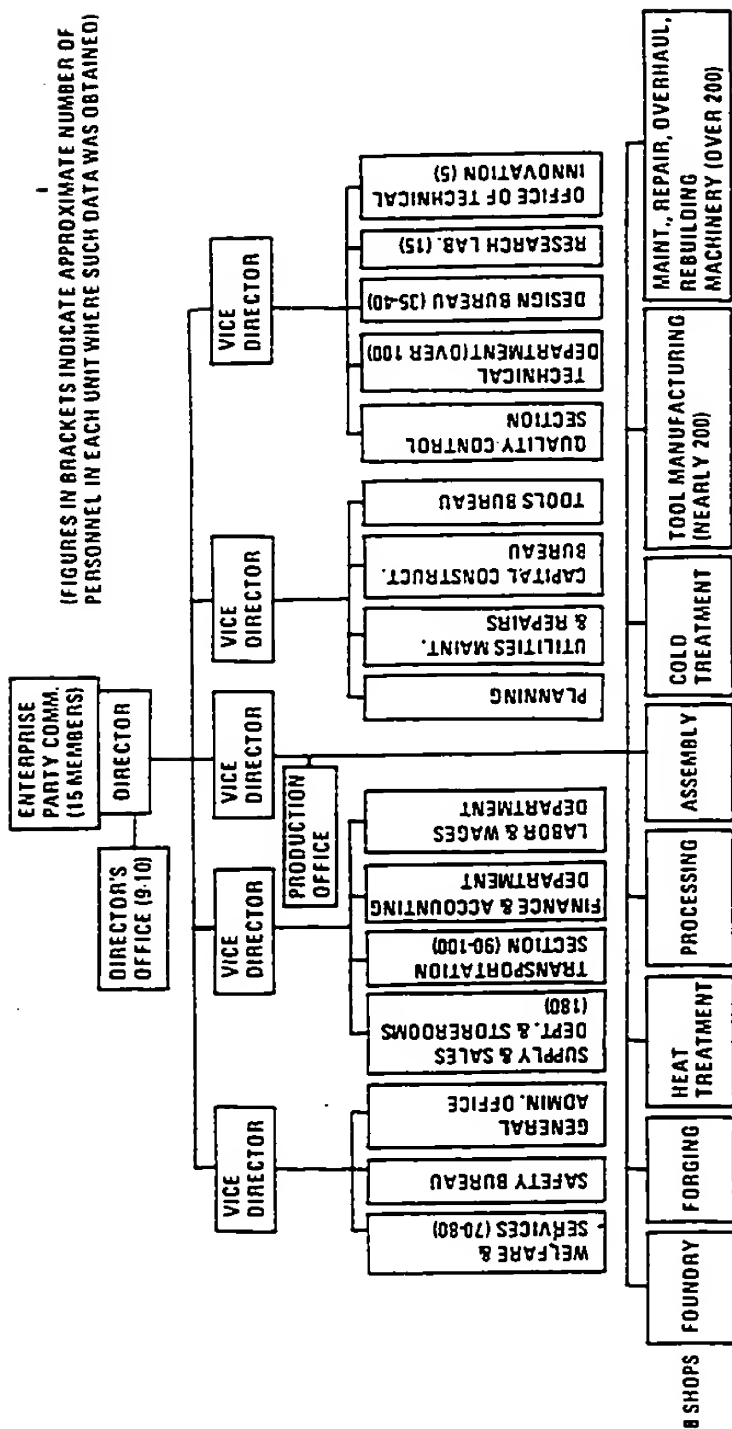 (FIGURES IN BRACKETS INDICATE APPROXIMATE NUMBER OF
PERSONNEL IN EACH UNIT WHERE SUCH DATA WAS OBTAINED)
ENTERPRISE
PARTY COMM.
(15 MEMBERS)
DIRECTOR
DIRECTOR'S
OFFICE (9-10)
VICE
DIRECTOR
VICE
DIRECTOR
VICE
DIRECTOR
VICE
DIRECTOR
VICE
DIRECTOR
PRODUCTION
OFFICE
WELFARE &
SERVICES (70-80)
SAFETY BUREAU
GENERAL
ADMIN. OFFICE
SUPPLY & SALES
DEPT. & STOREROOMS
(180)
TRANSPORTATION
SECTION (90-100)
FINANCE & ACCOUNTING
DEPARTMENT
LABOR & WAGES
DEPARTMENT
PLANNING
UTILITIES MAINT.
& REPAIRS
CAPITAL CONSTRUCT.
BUREAU
TOOLS BUREAU
QUALITY CONTROL
SECTION
TECHNICAL
DEPARTMENT (OVER 100)
DESIGN BUREAU (35-40)
RESEARCH LAB. (15)
OFFICE OF TECHNICAL
INNOVATION (5)
8 SHOPS
FOUNDRY
FORGING
HEAT
TREATMENT
PROCESSING
ASSEMBLY
COLD
TREATMENT
TOOL MANUFACTURING
(NEARLY 200)
MAINT., REPAIR, OVERHAUL,
REBUILDING
MACHINERY (OVER 200)